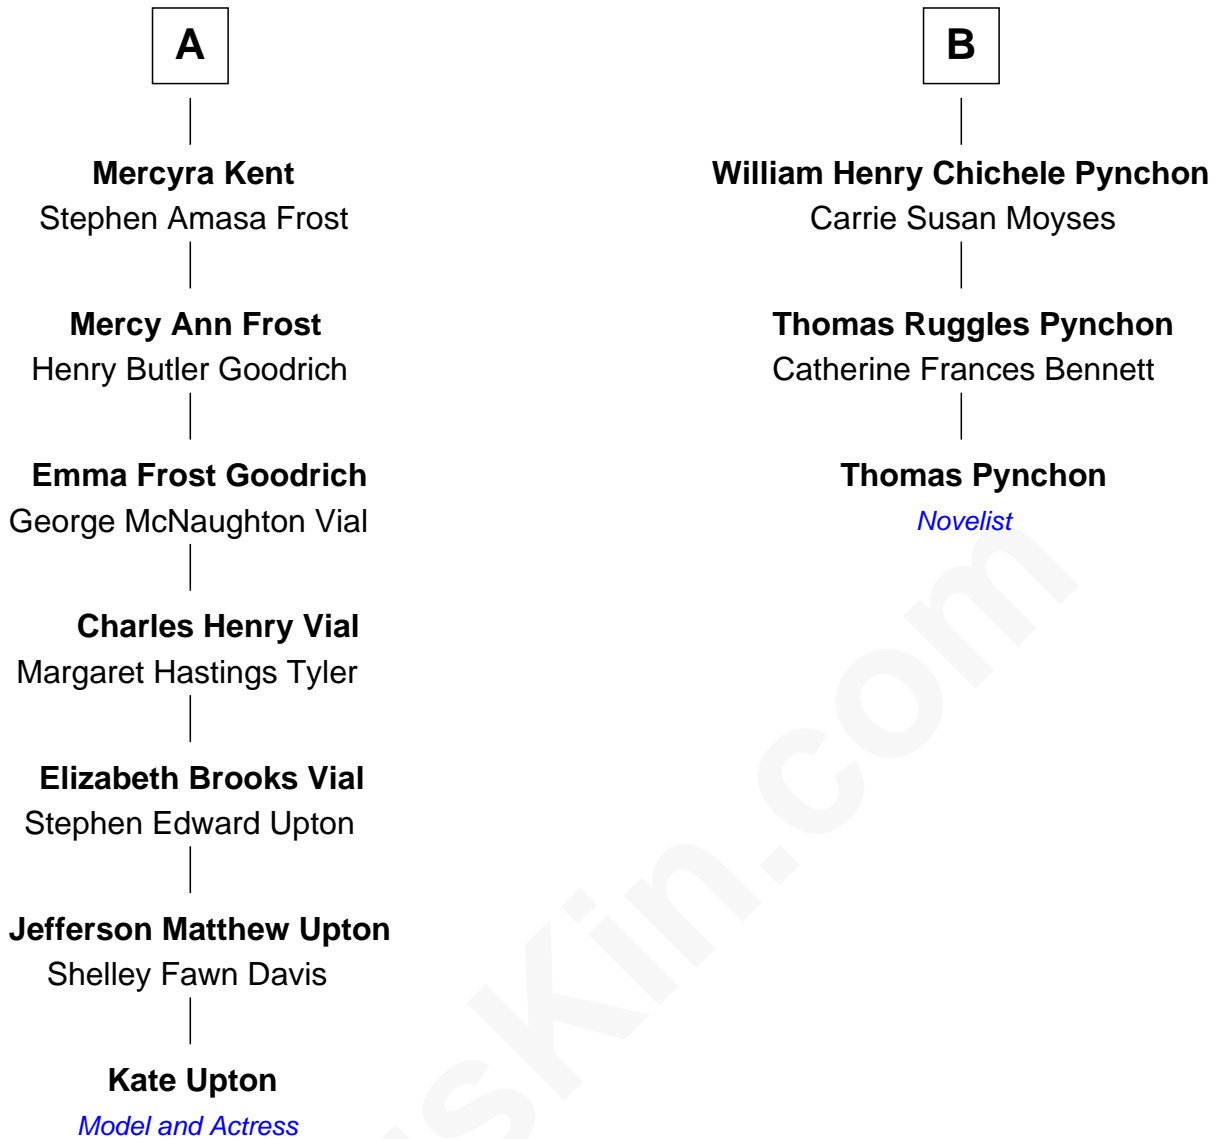 A
Mercyra Kent
Stephen Amasa Frost
Mercy Ann Frost
Henry Butler Goodrich
Emma Frost Goodrich
George McNaughton Vial
Charles Henry Vial
Margaret Hastings Tyler
Elizabeth Brooks Vial
Stephen Edward Upton
Jefferson Matthew Upton
Shelley Fawn Davis
Kate Upton
Model and Actress
B
William Henry Chichele Pynchon
Carrie Susan Moyses
Thomas Ruggles Pynchon
Catherine Frances Bennett
Thomas Pynchon
Novelist
sKin.com